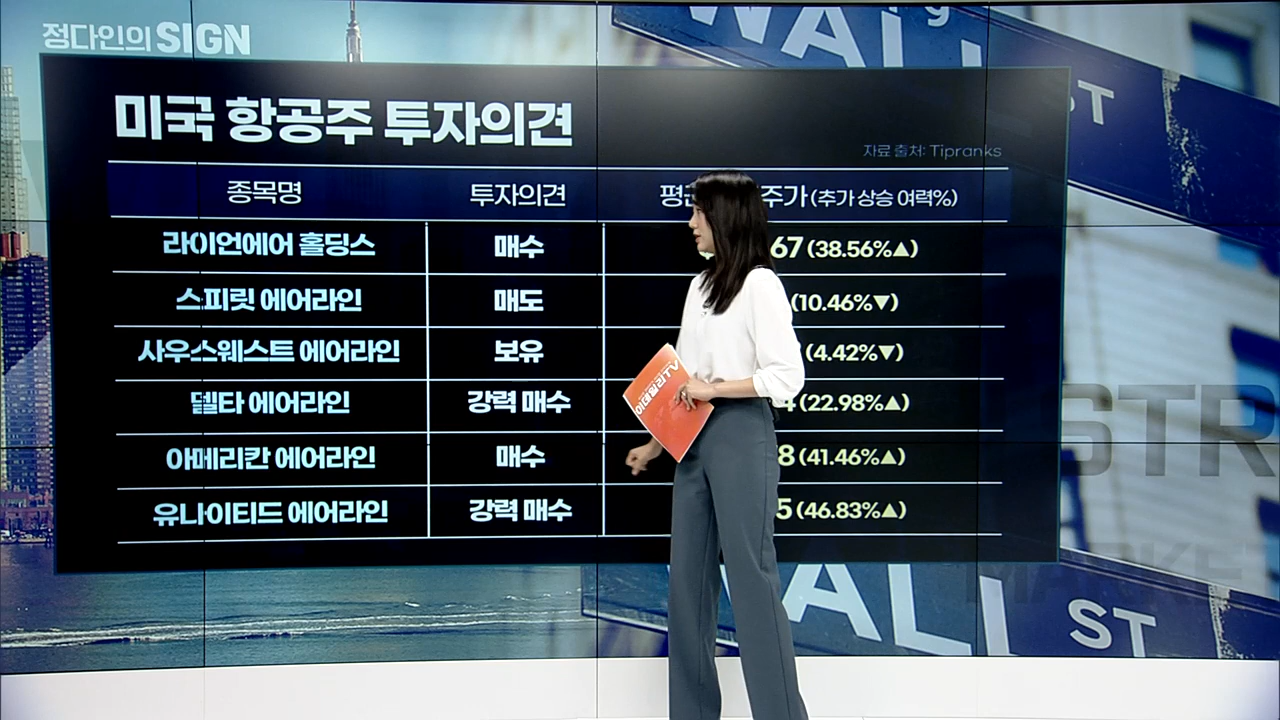 정다인의 SIGN
WALL
ST
미국 항공주 투자의견
자료 출처: Tipranks
종목명 투자의견 주가 (추가 상승 여력%)
라이언에어 홀딩스 매수 67 (38.56%▲)
스피릿 에어라인 매도 (10.46%▼)
사우스웨스트 에어라인 보유 (4.42%▼)
델타 에어라인 강력 매수 4 (22.98%▲)
아메리칸 에어라인 매수 8 (41.46%▲)
유나이티드 에어라인 강력 매수 5 (46.83%▲)
이데일리TV
STR
MARKET
WALL ST